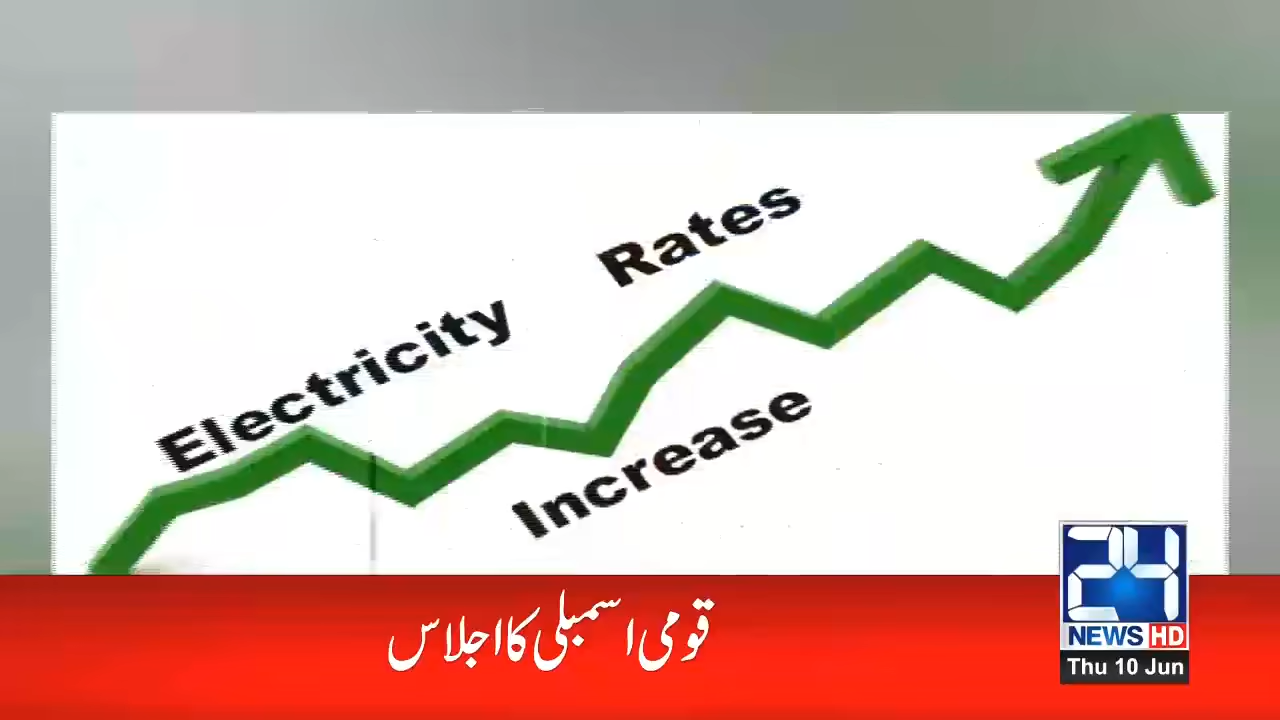 Electricity Rates
Increase
قومی اسمبلی کا اجلاس
24
NEWS HD
Thu 10 Jun